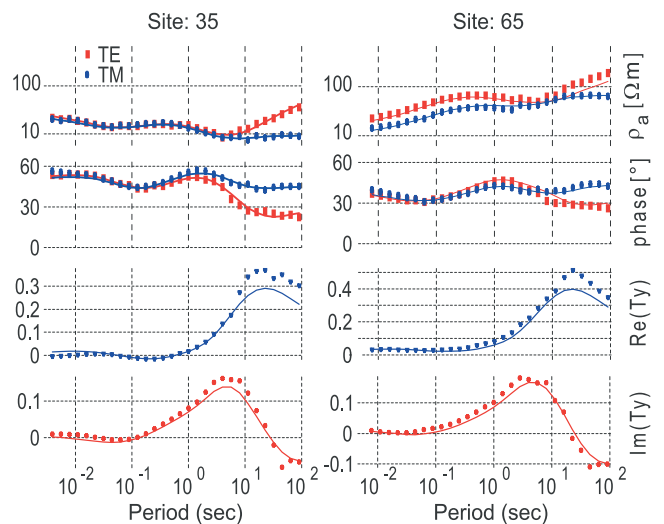 Site: 35
Site: 65
TE
TM
100
10
100
10
ρa [Ωm]
60
30
0
60
30
0
phase[°]
0.3
0.2
0.1
0
0.4
0.2
0
Re(Ty)
0.1
0
0.1
0
-0.1
Im(Ty)
10-2 10-1 100 101 102
10-2 10-1 100 101 102
Period (sec)
Period (sec)